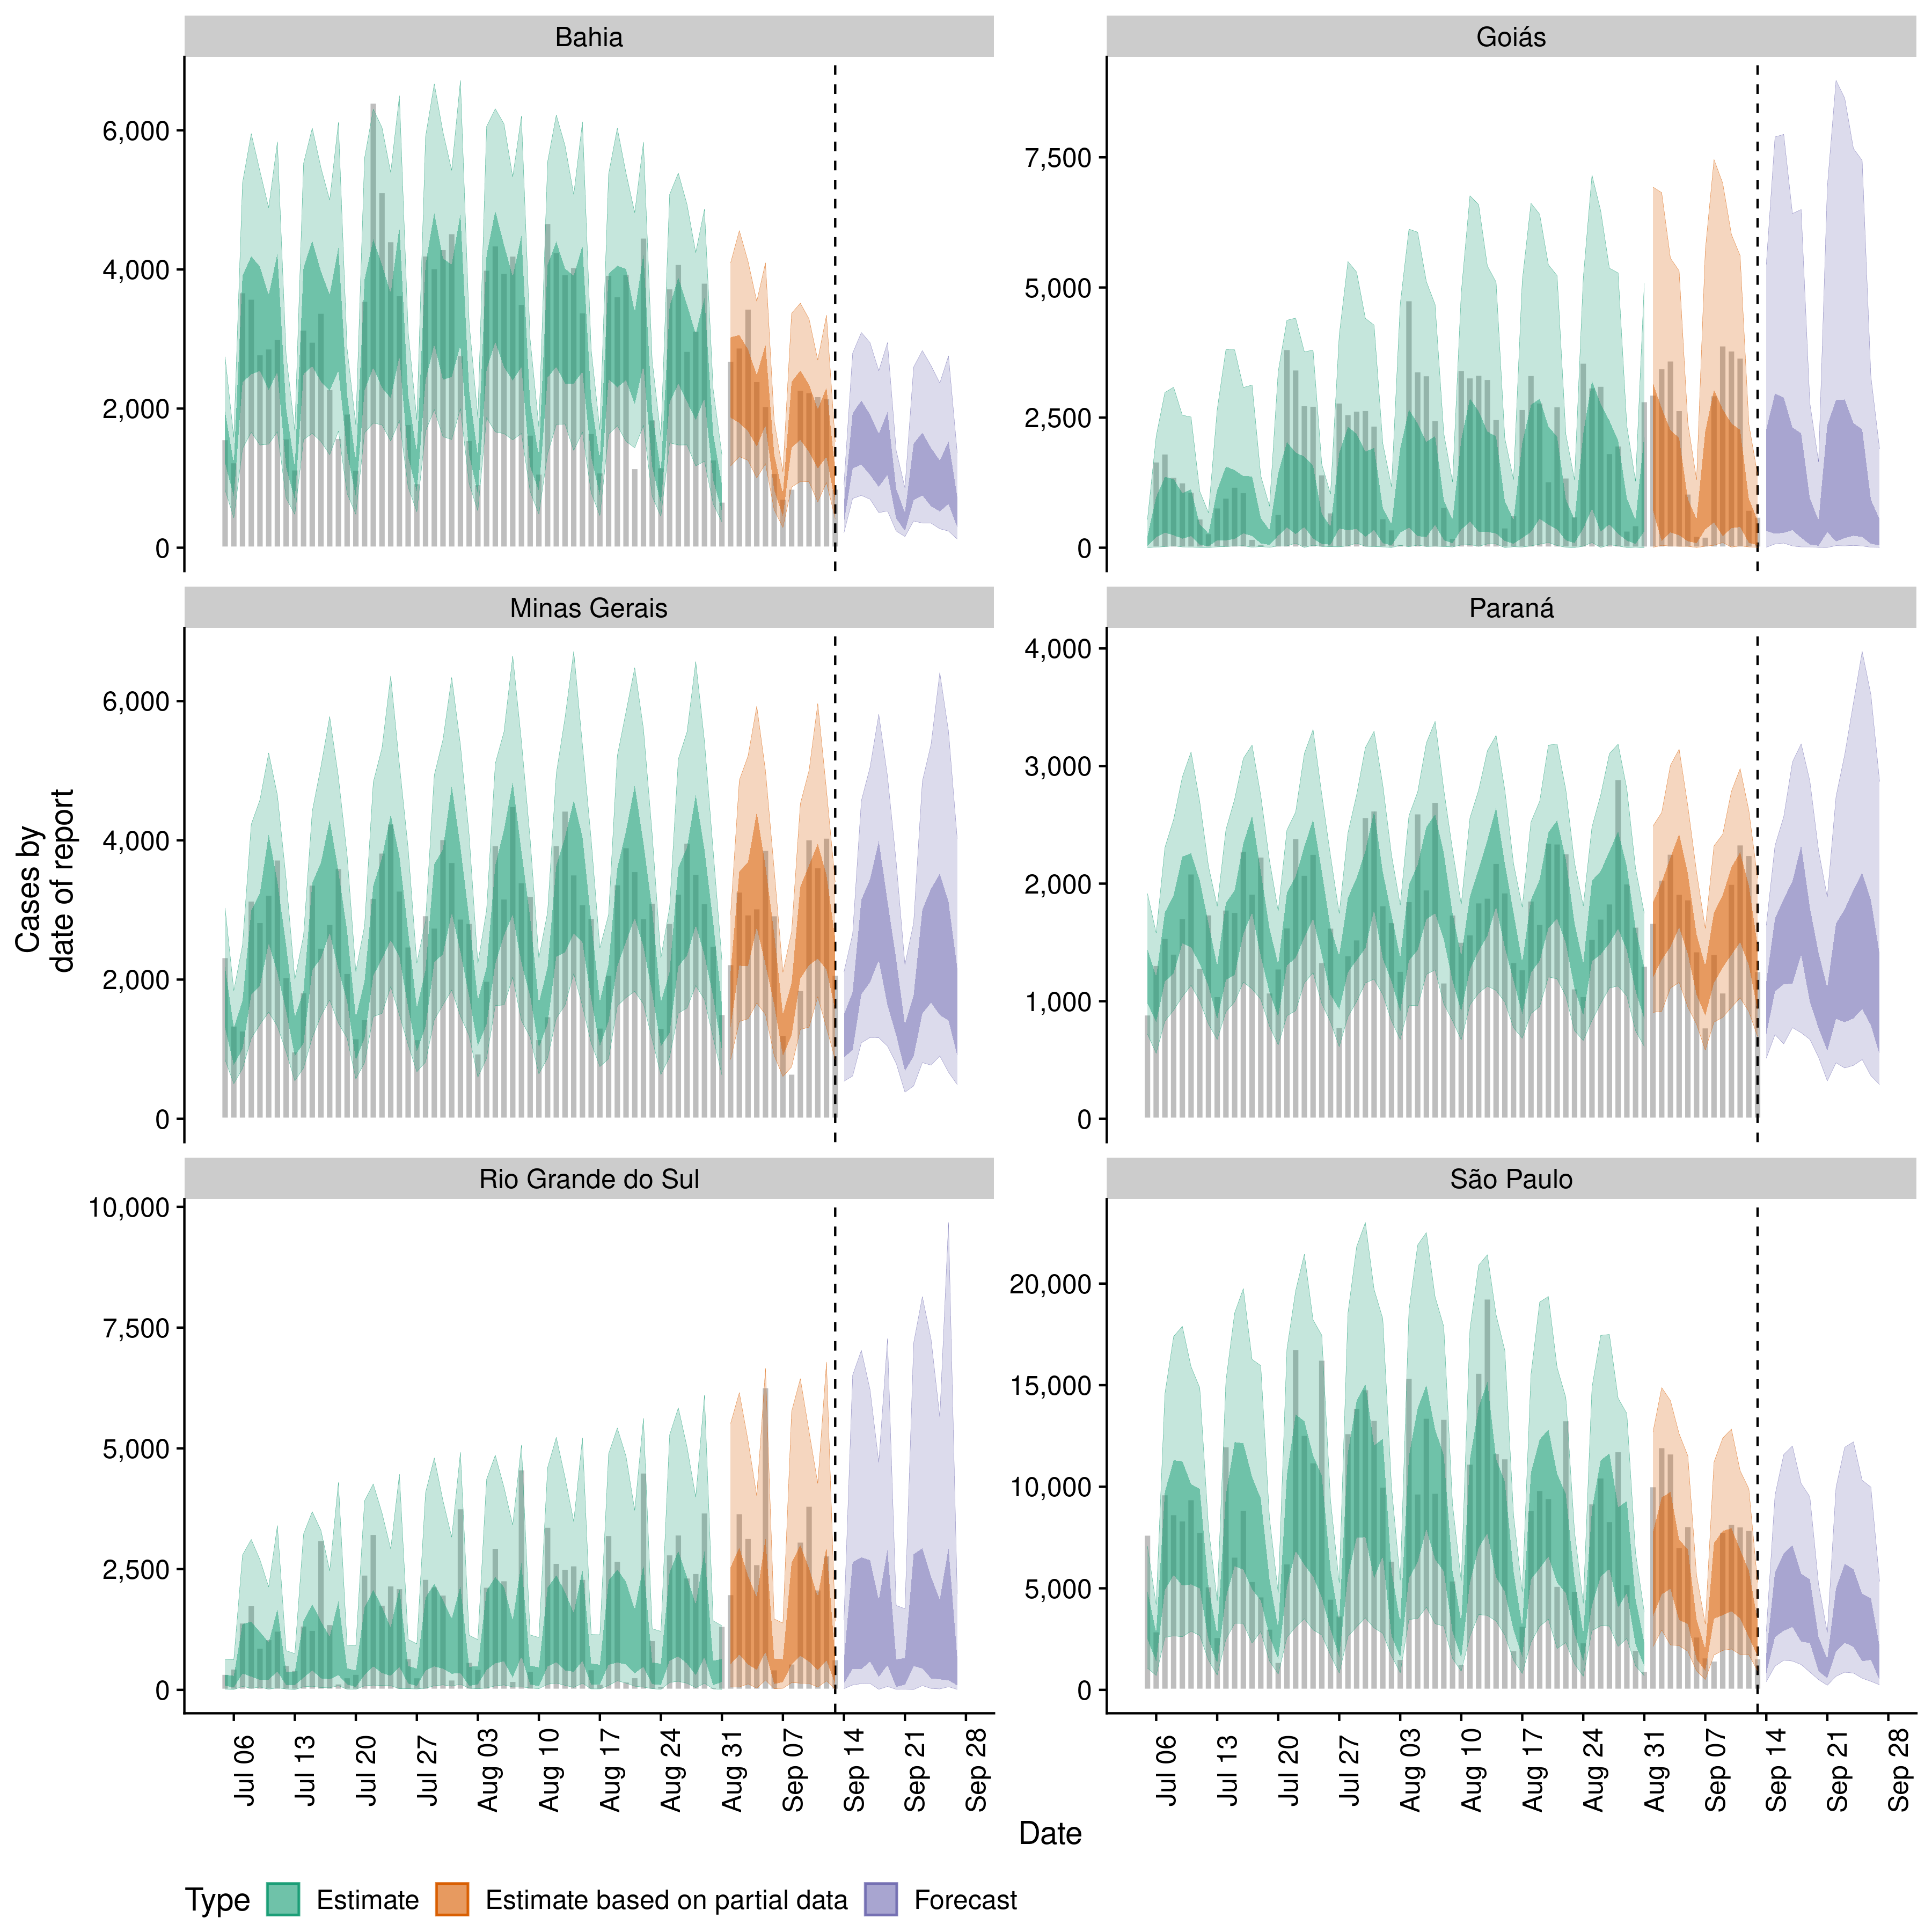 Bahia
Goiás
6,000
4,000
2,000
0
7,500
5,000
2,500
0
Minas Gerais
Paraná
6,000
4,000
2,000
0
4,000
3,000
2,000
1,000
0
Cases by
date of report
Rio Grande do Sul
São Paulo
10,000
7,500
5,000
2,500
0
20,000
15,000
10,000
5,000
0
Jul 06
Jul 13
Jul 20
Jul 27
Aug 03
Aug 10
Aug 17
Aug 24
Aug 31
Sep 07
Sep 14
Sep 21
Sep 28
Jul 06
Jul 13
Jul 20
Jul 27
Aug 03
Aug 10
Aug 17
Aug 24
Aug 31
Sep 07
Sep 14
Sep 21
Sep 28
Date
Type Estimate Estimate based on partial data Forecast